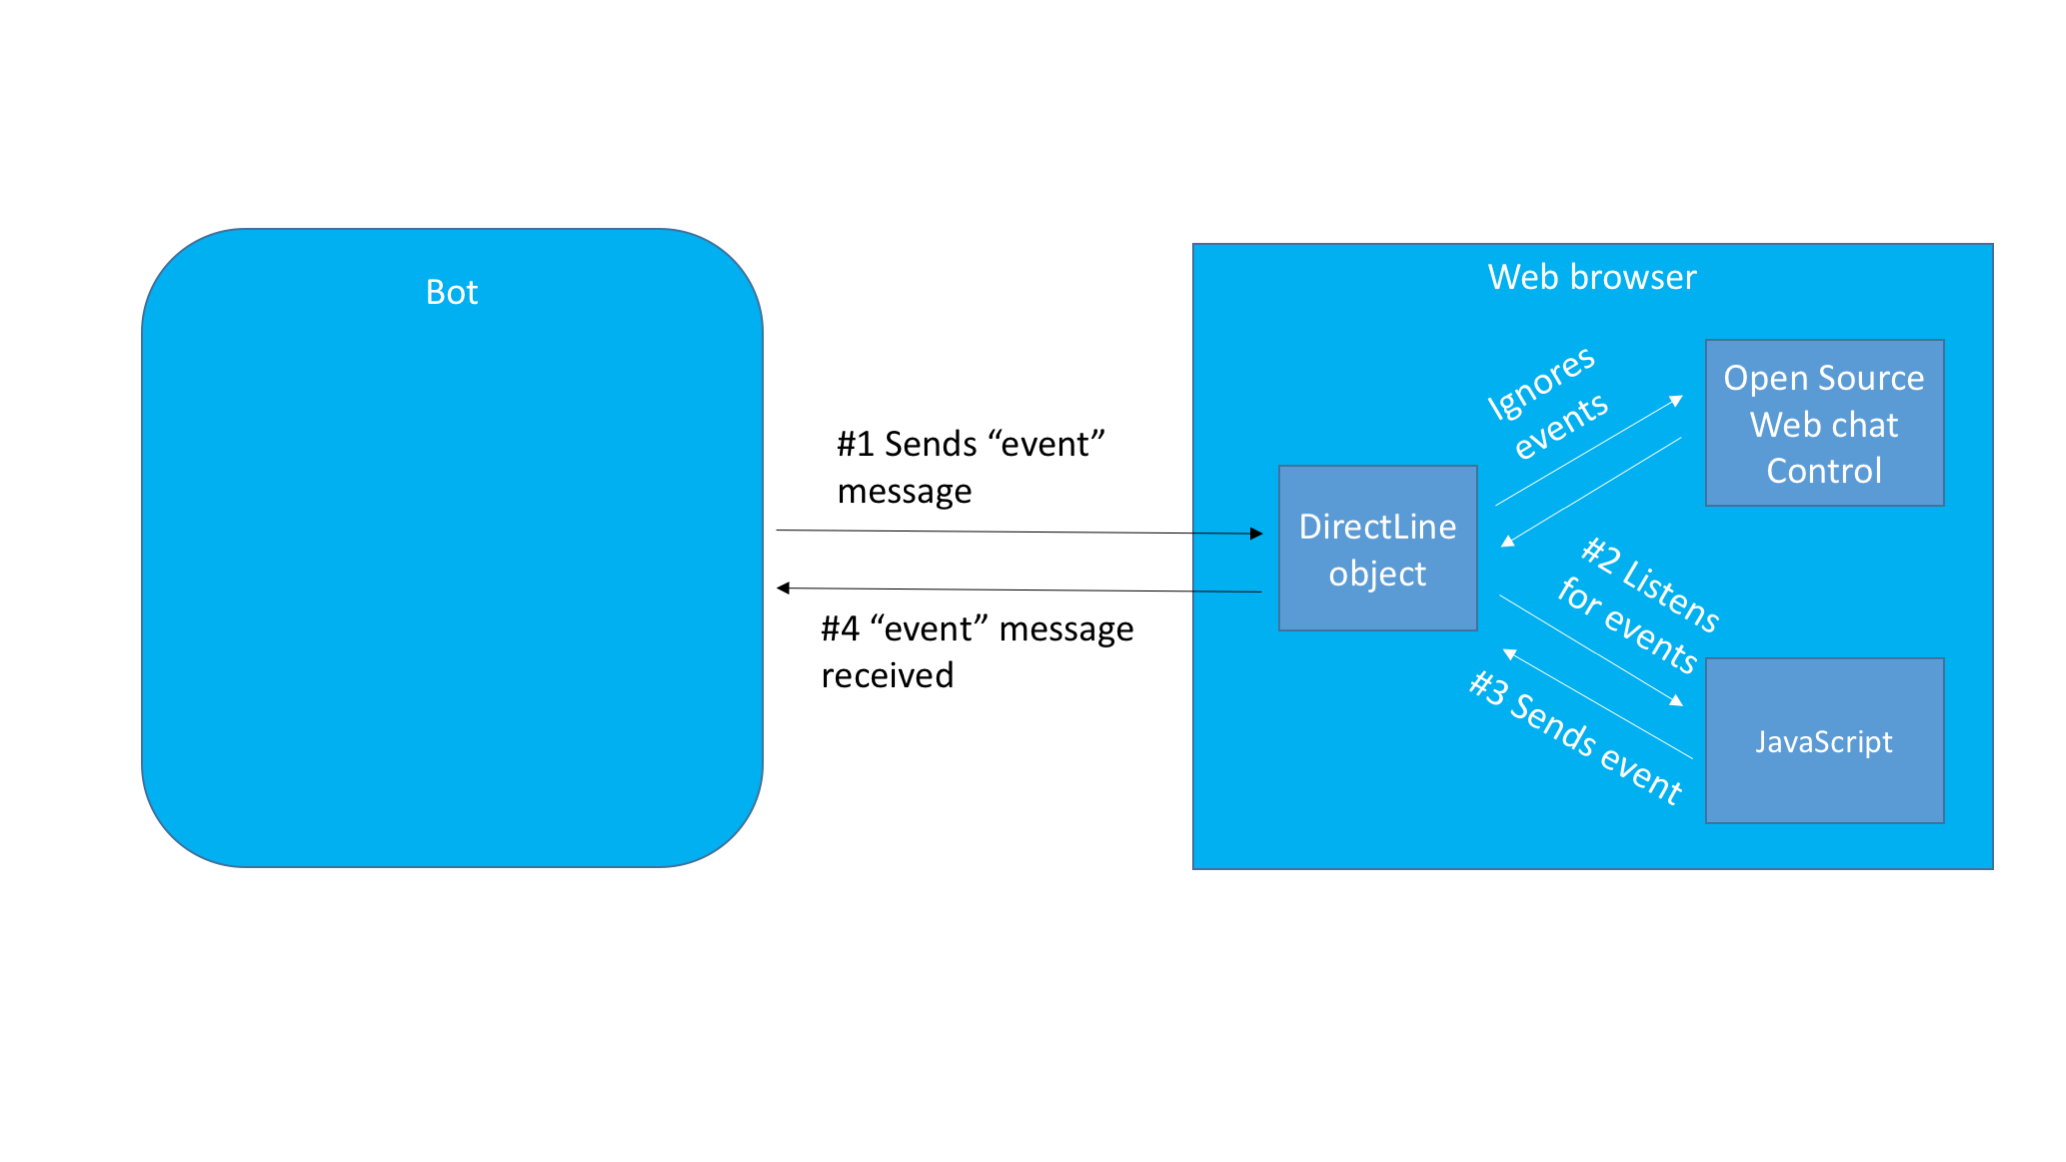 Bot
#1 Sends “event”
message
#4 “event” message
received
Web browser
Ignores
events
Open Source
Web chat
Control
DirectLine
object
#2 Listens
for events
#3 Sends event
JavaScript